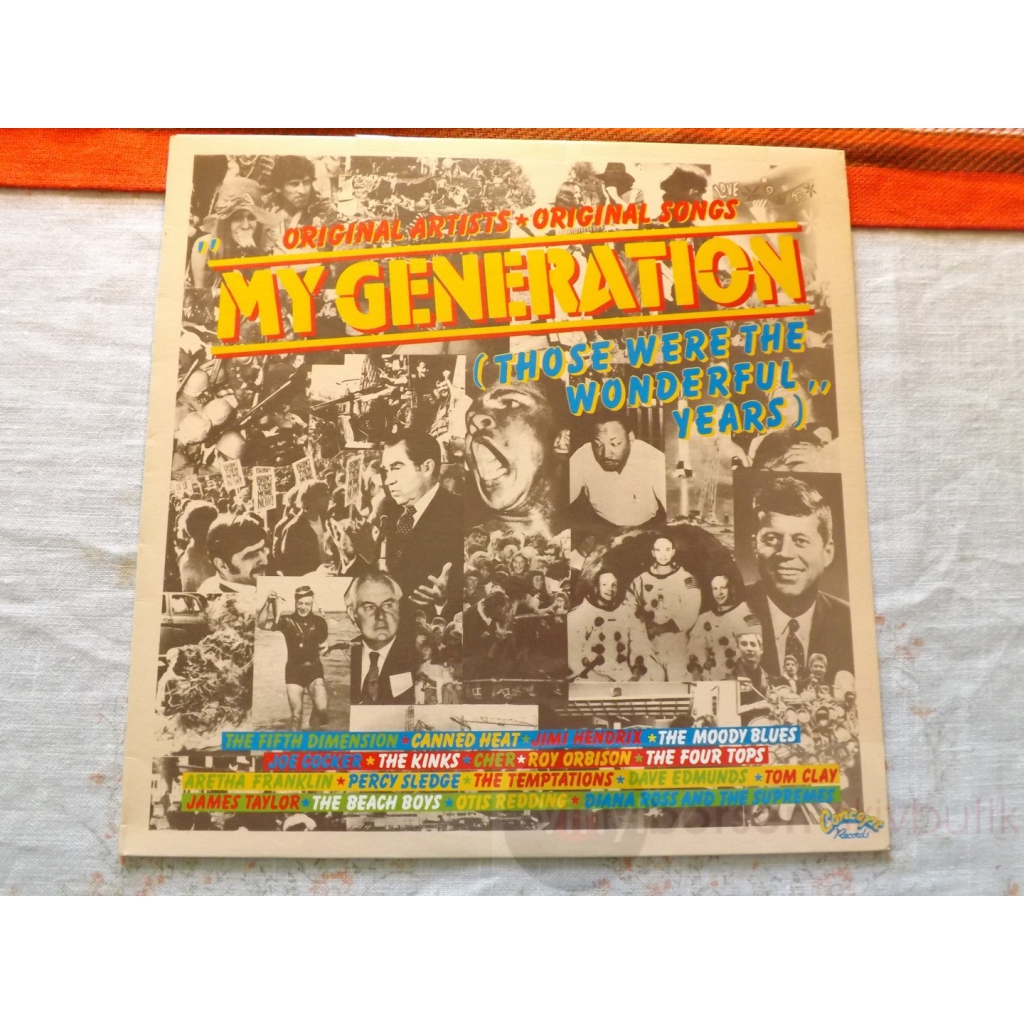 LOVE
ORIGINAL ARTISTS ★ ORIGINAL SONGS
"MY GENERATION
(THOSE WERE THE
WONDERFUL
YEARS)"
THE FIFTH DIMENSION ★ CANNED HEAT ★ JIMI HENDRIX ★ THE MOODY BLUES
JOE COCKER ★ THE KINKS ★ CHER ★ ROY ORBISON ★ THE FOUR TOPS
ARETHA FRANKLIN ★ PERCY SLEDGE ★ THE TEMPTATIONS ★ DAVE EDMUNDS ★ TOM CLAY
JAMES TAYLOR ★ THE BEACH BOYS ★ OTIS REDDING ★ DIANA ROSS AND THE SUPREMES
Concept
Records